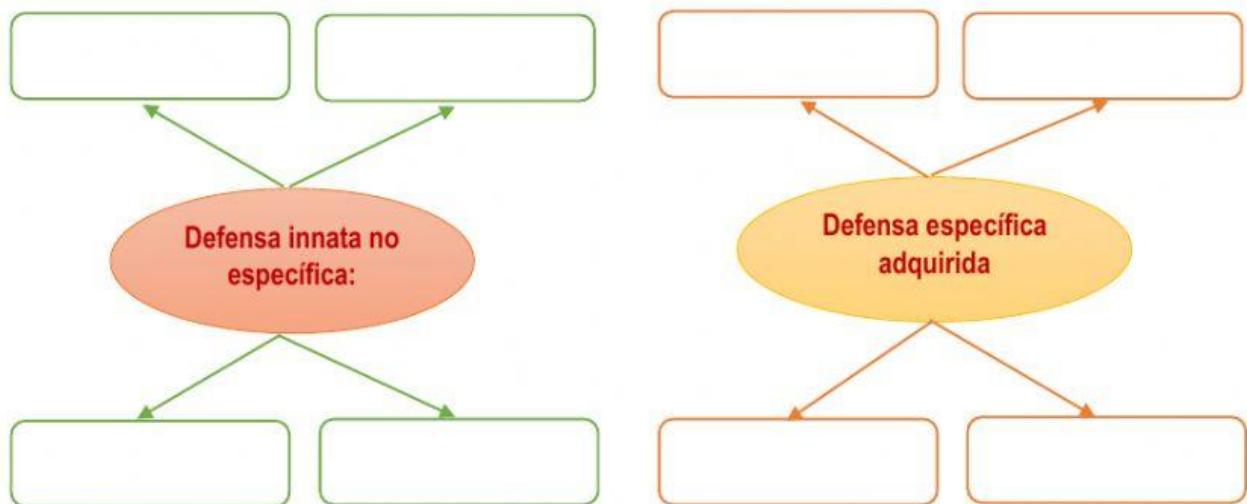 Defensa innata no
específica:
Defensa específica
adquirida